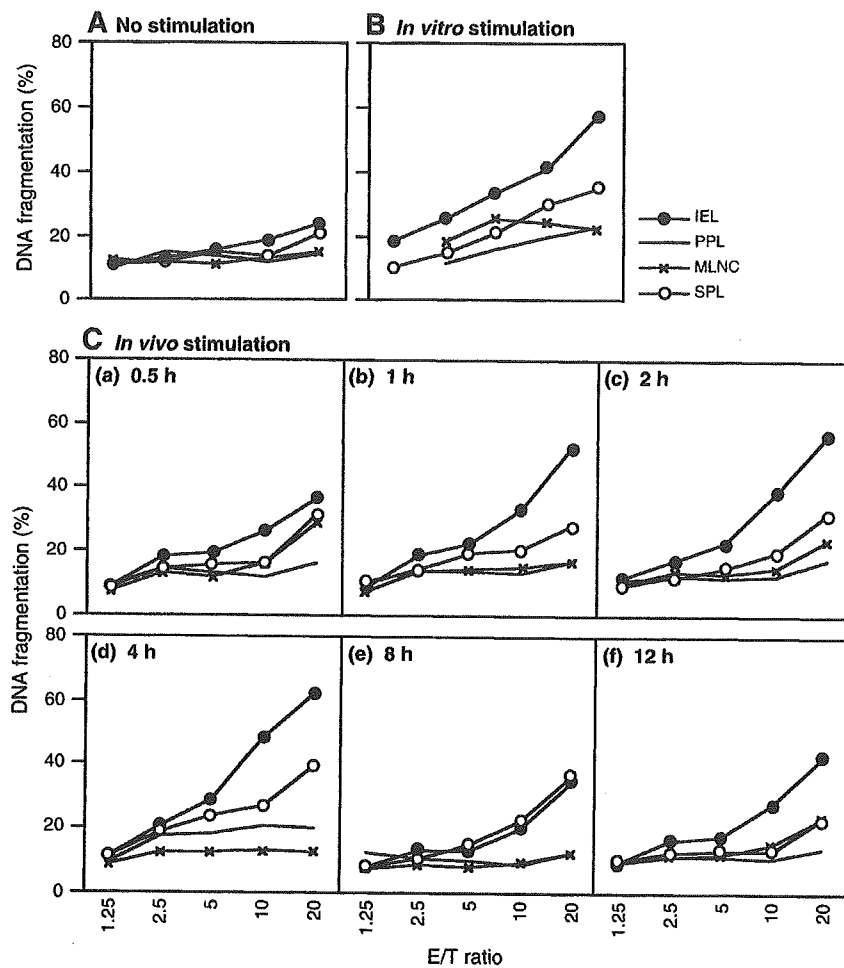 A No stimulation
B In vitro stimulation
80
60
40
20
0
DNA fragmentation (%)
IEL
PPL
MLNC
SPL
C In vivo stimulation
80
60
40
20
0
(a) 0.5 h
(b) 1 h
(c) 2 h
DNA fragmentation (%)
80
60
40
20
0
(d) 4 h
(e) 8 h
(f) 12 h
1.25 2.5 5 10 20
1.25 2.5 5 10 20
1.25 2.5 5 10 20
E/T ratio